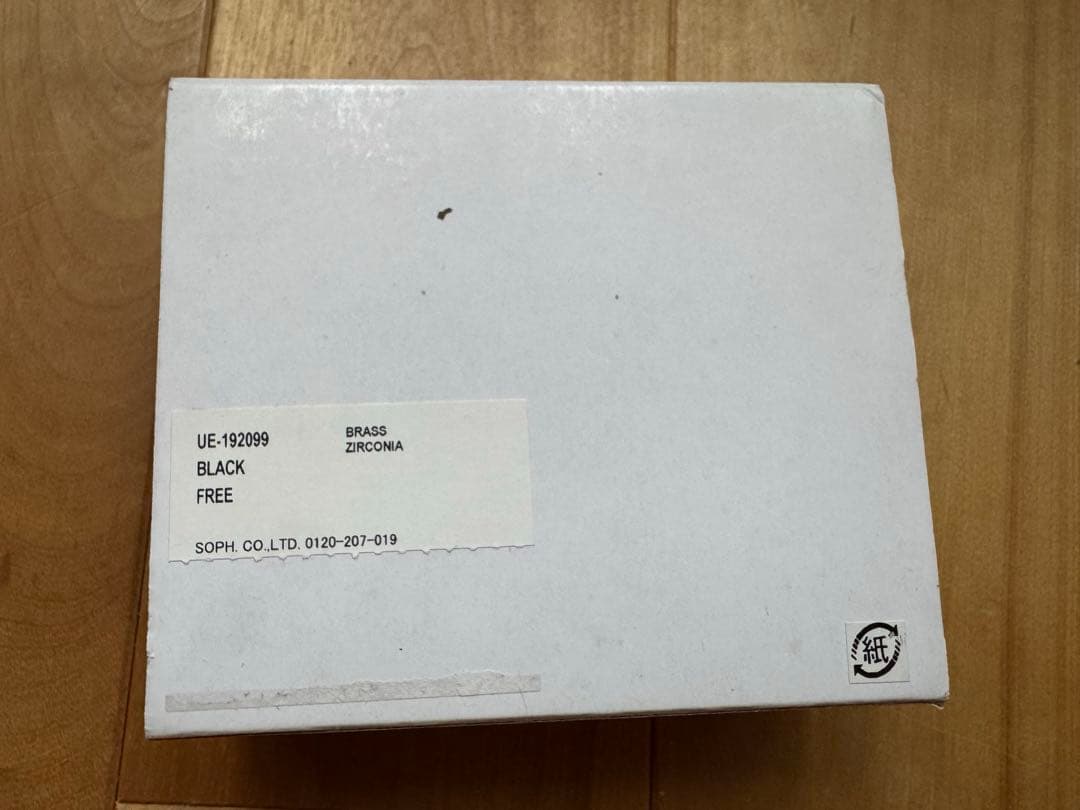 UE-192099
BLACK
FREE
BRASS
ZIRCONIA
SOPH. CO.,LTD. 0120-207-019
紙